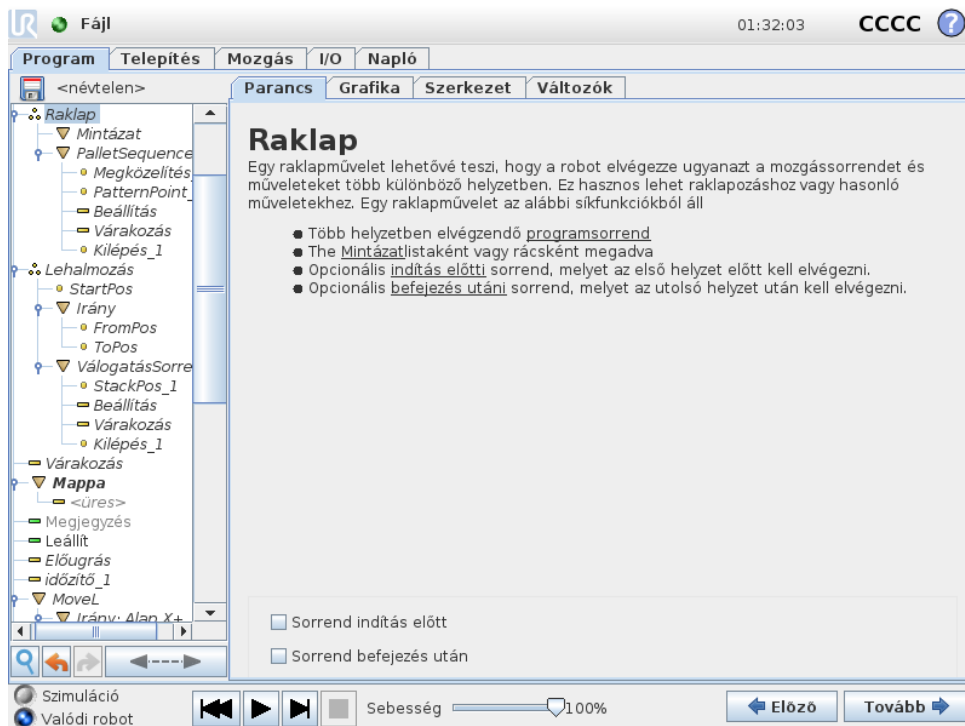 UR Fájl 01:32:03 CCCC ?
Program Telepítés Mozgás I/O Napló
<névtelen>
Parancs Grafika Szerkezet Változók
Raklap
Mintázat
PalletSequence
Megközelítés_
PatternPoint_
Beállítás
Várakozás
Kilépés_1
Lehalmozás
StartPos
Irány
FromPos
ToPos
VálogatásSorre
StackPos_1
Beállítás
Várakozás
Kilépés_1
Várakozás
Mappa
<üres>
Megjegyzés
Leállít
Előugrás
időzítő_1
MoveL
Irány: Alap X+
Raklap
Egy raklapművelet lehetővé teszi, hogy a robot elvégezze ugyanazt a mozgássorrendet és
műveleteket több különböző helyzetben. Ez hasznos lehet raklapozáshoz vagy hasonló
műveletekhez. Egy raklapművelet az alábbi síkfunkciókból áll
● Több helyzetben elvégzendő programsorrend
● The Mintázatlistaként vagy rácsként megadva
● Opcionális indítás előtti sorrend, melyet az első helyzet előtt kell elvégezni.
● Opcionális befejezés utáni sorrend, melyet az utolsó helyzet után kell elvégezni.
Sorrend indítás előtt
Sorrend befejezés után
Szimuláció
Valódi robot
Sebesség 100%
Előző
Tovább